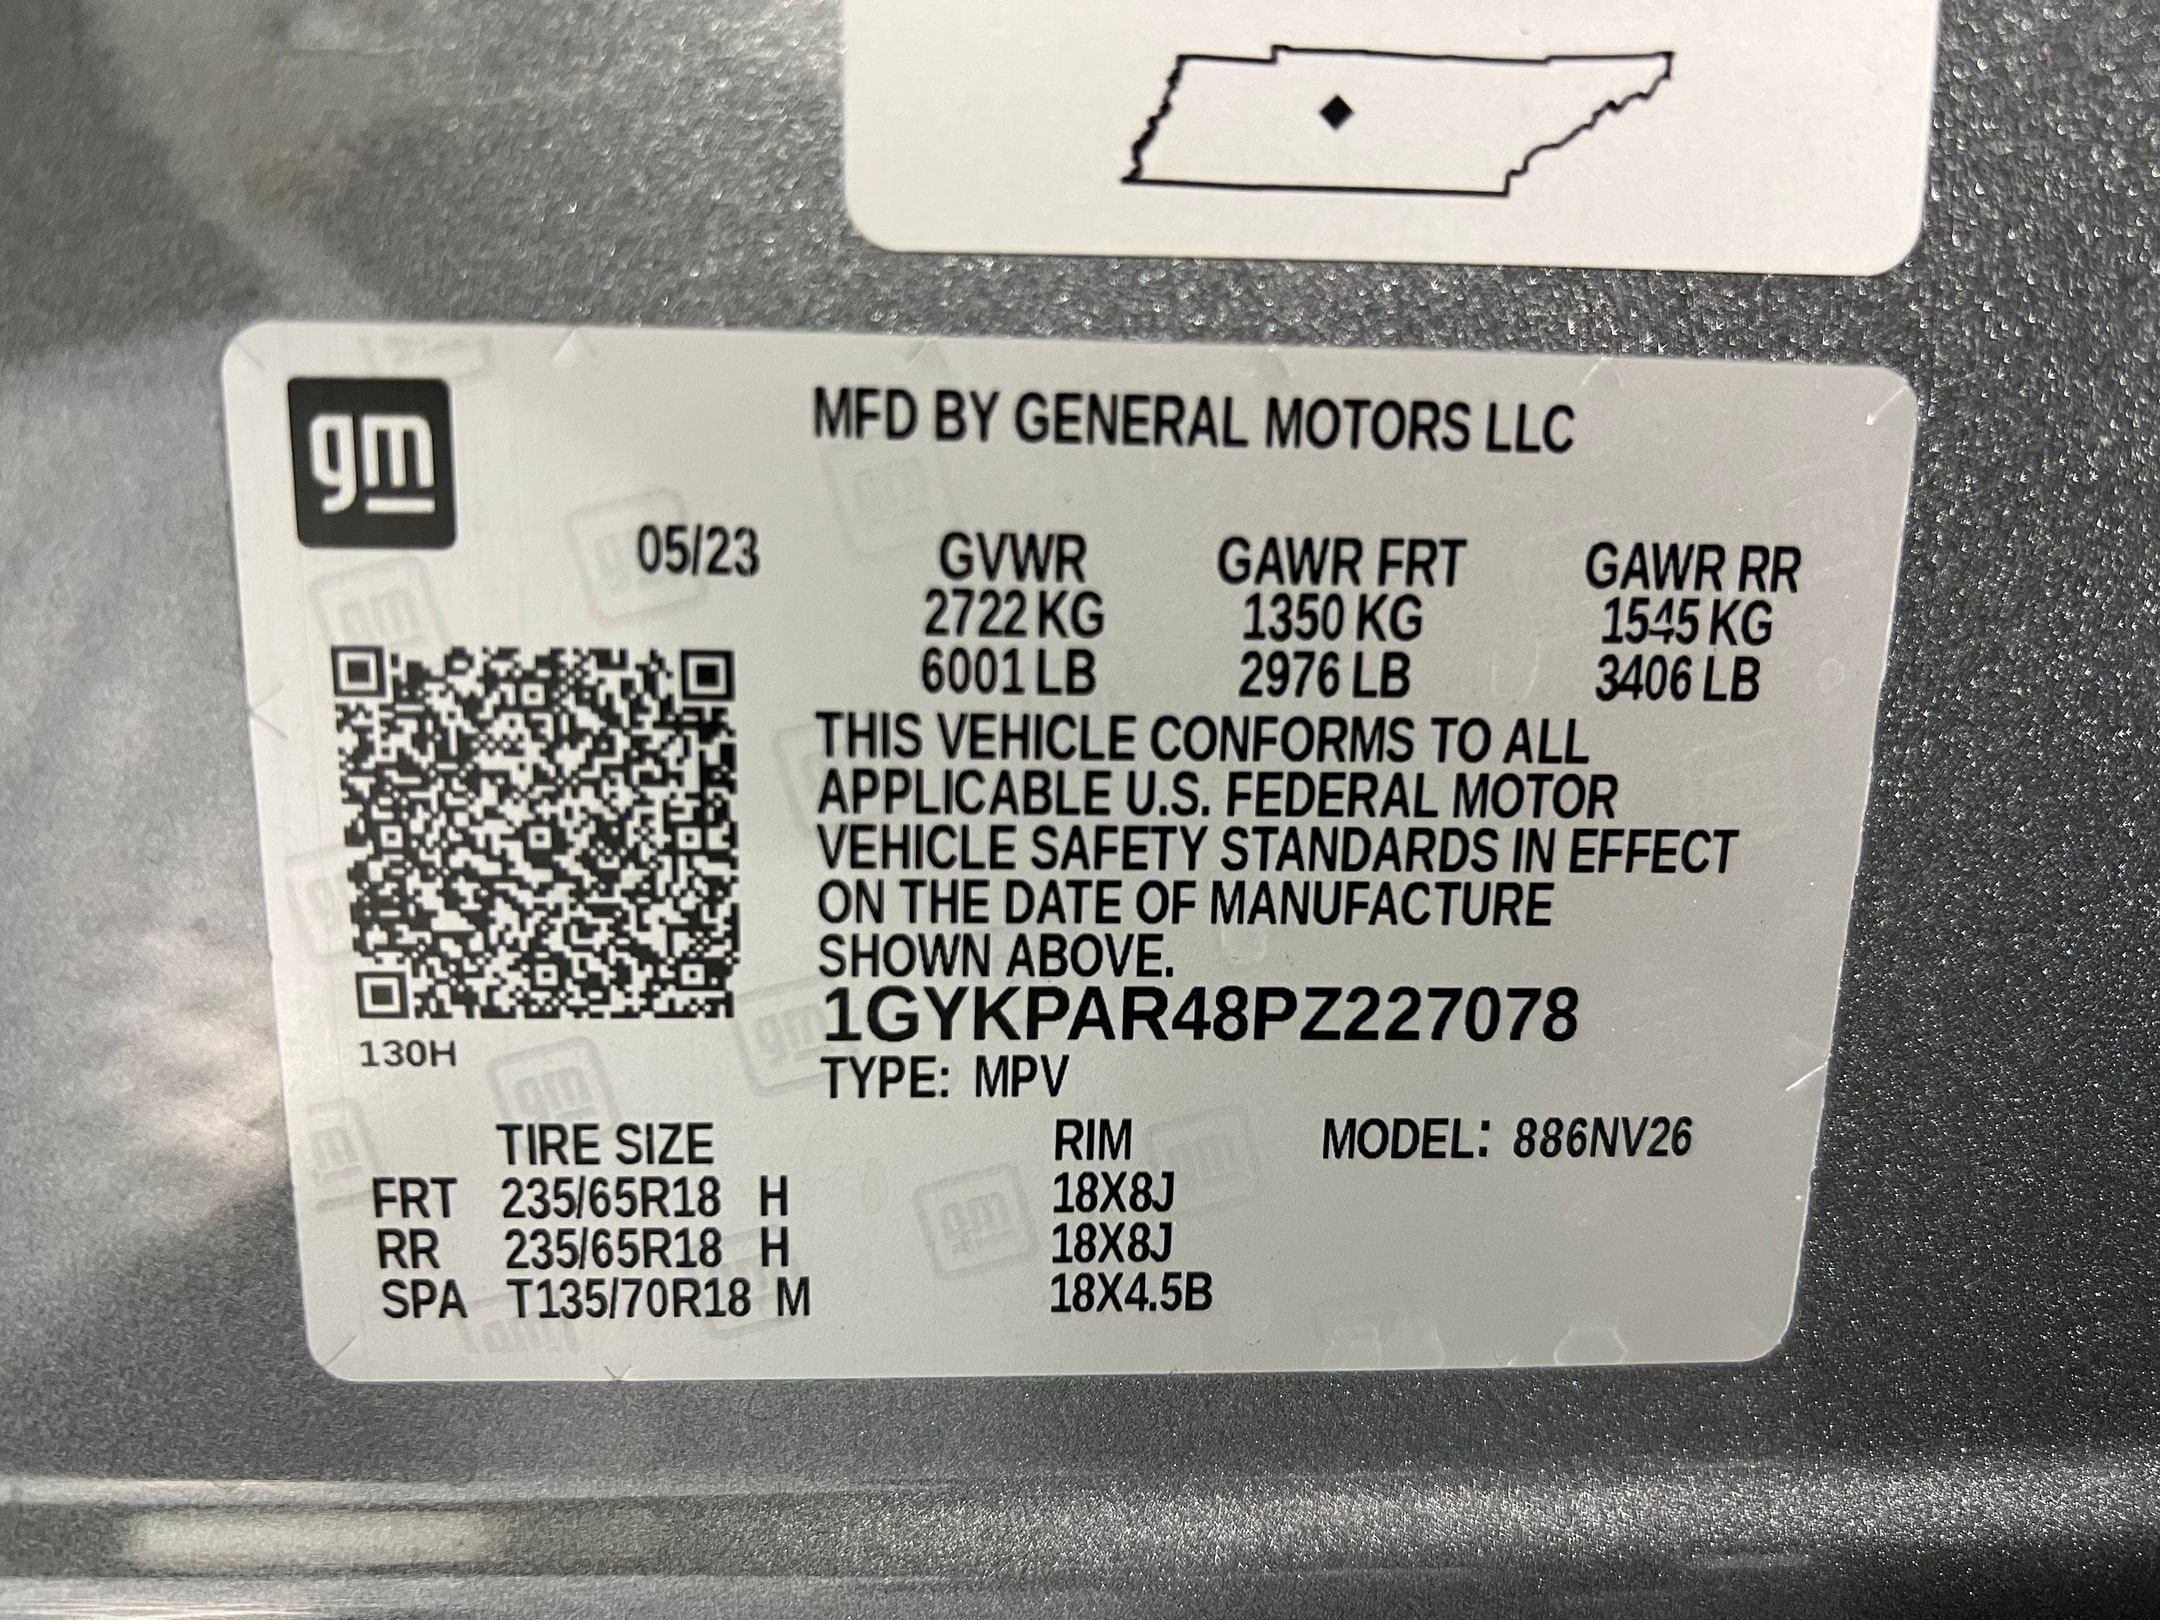 gm
MFD BY GENERAL MOTORS LLC
05/23 GVWR GAWR FRT GAWR RR
2722 KG 1350 KG 1545 KG
6001 LB 2976 LB 3406 LB
THIS VEHICLE CONFORMS TO ALL
APPLICABLE U.S. FEDERAL MOTOR
VEHICLE SAFETY STANDARDS IN EFFECT
ON THE DATE OF MANUFACTURE
SHOWN ABOVE.
1GYKPAR48PZ227078
130H
TYPE: MPV
TIRE SIZE RIM MODEL: 886NV26
FRT 235/65R18 H 18X8J
RR 235/65R18 H 18X8J
SPA T135/70R18 M 18X4.5B